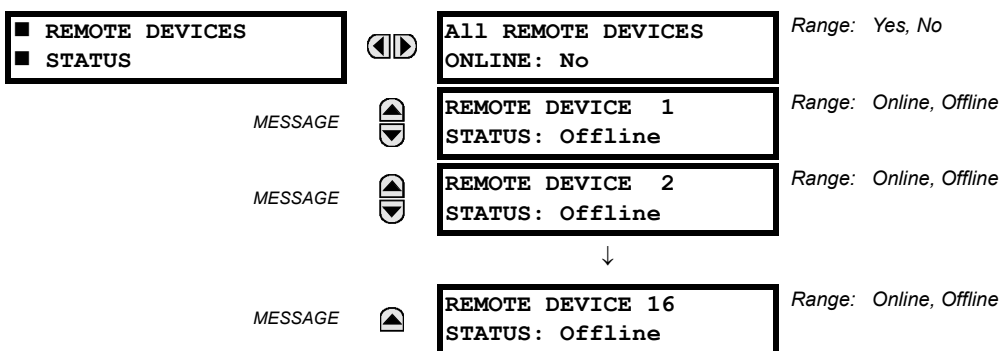 ■ REMOTE DEVICES
■ STATUS
All REMOTE DEVICES
ONLINE: No
Range: Yes, No
MESSAGE
REMOTE DEVICE 1
STATUS: Offline
Range: Online, Offline
MESSAGE
REMOTE DEVICE 2
STATUS: Offline
Range: Online, Offline
↓
MESSAGE
REMOTE DEVICE 16
STATUS: Offline
Range: Online, Offline